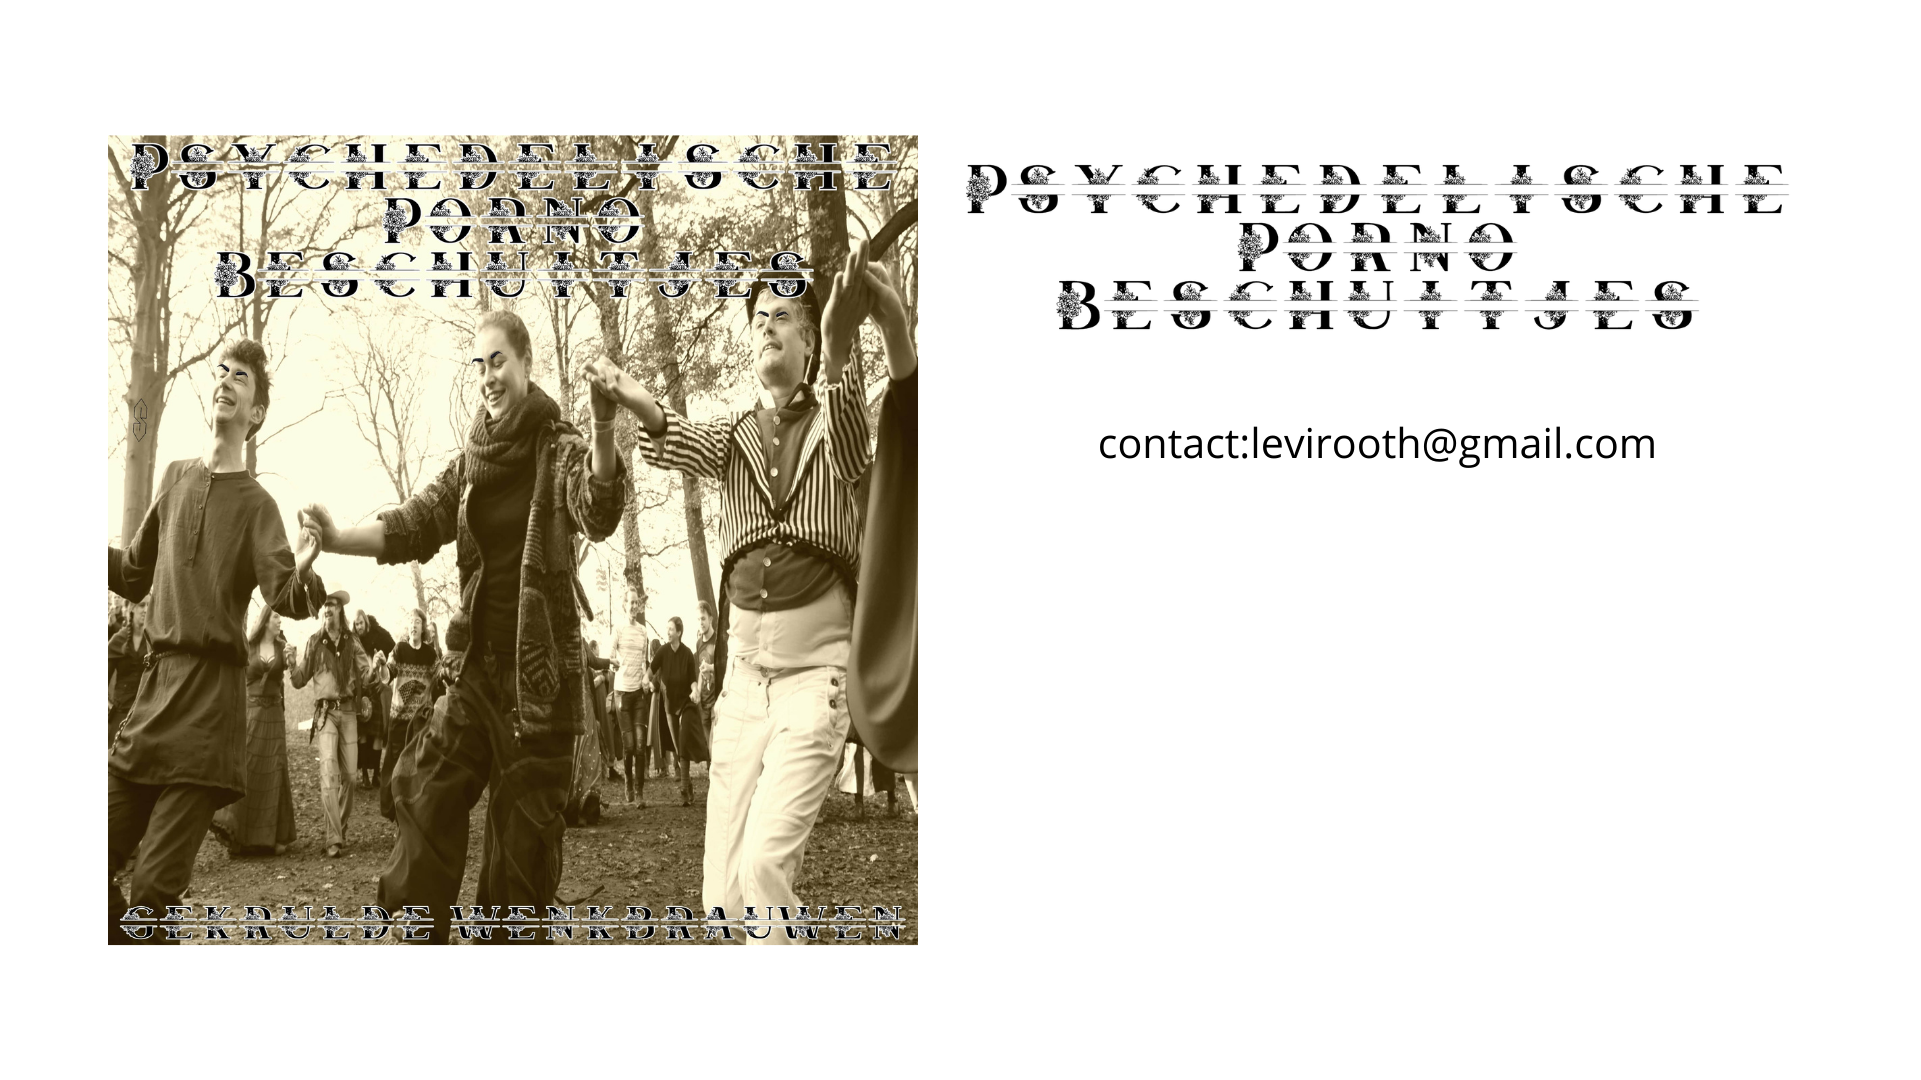 PSYCHEDELISCHE
PORNO
BESCHUITJES
GEKRULDE WENKBRAUWEN
PSYCHEDELISCHE
PORNO
BESCHUITJES
contact:levirooth@gmail.com